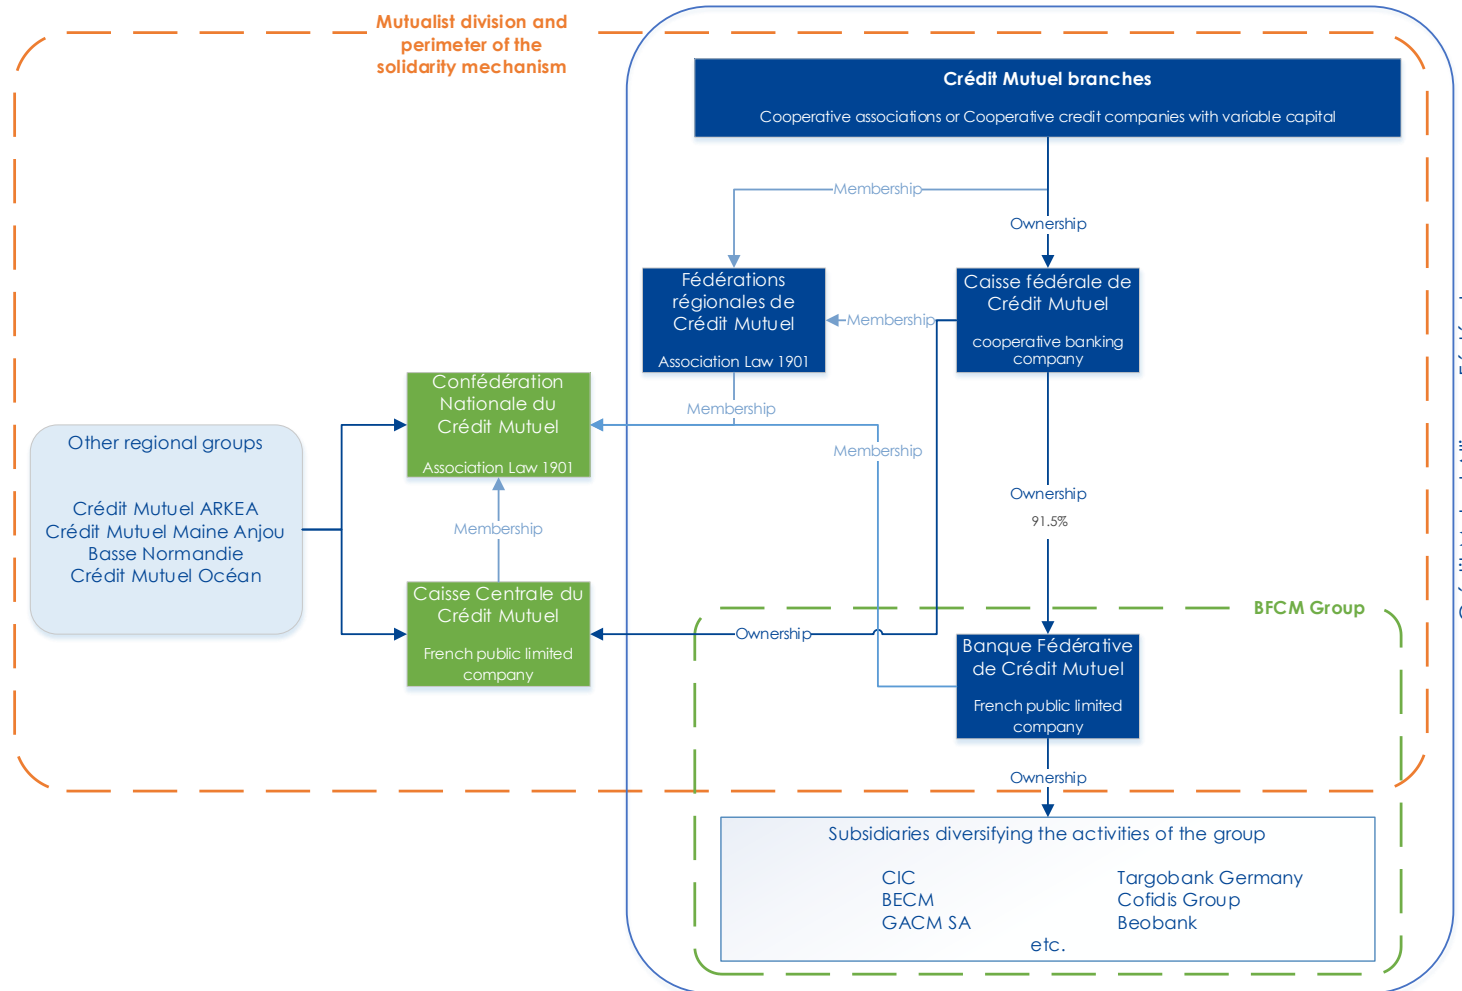 Mutualist division and
perimeter of the
solidarity mechanism
Crédit Mutuel branches
Cooperative associations or Cooperative credit companies with variable capital
Membership
Ownership
Fédérations
régionales de
Crédit Mutuel
Association Law 1901
Membership
Caisse fédérale de
Crédit Mutuel
cooperative banking
company
Confédération
Nationale du
Crédit Mutuel
Association Law 1901
Membership
Membership
Other regional groups
Crédit Mutuel ARKEA
Crédit Mutuel Maine Anjou
Basse Normandie
Crédit Mutuel Océan
Membership
Ownership
91.5%
Caisse Centrale du
Crédit Mutuel
French public limited
company
Ownership
BFCM Group
Banque Fédérative
de Crédit Mutuel
French public limited
company
Ownership
Subsidiaries diversifying the activities of the group
CIC
BECM
GACM SA
Targobank Germany
Cofidis Group
Beobank
etc.